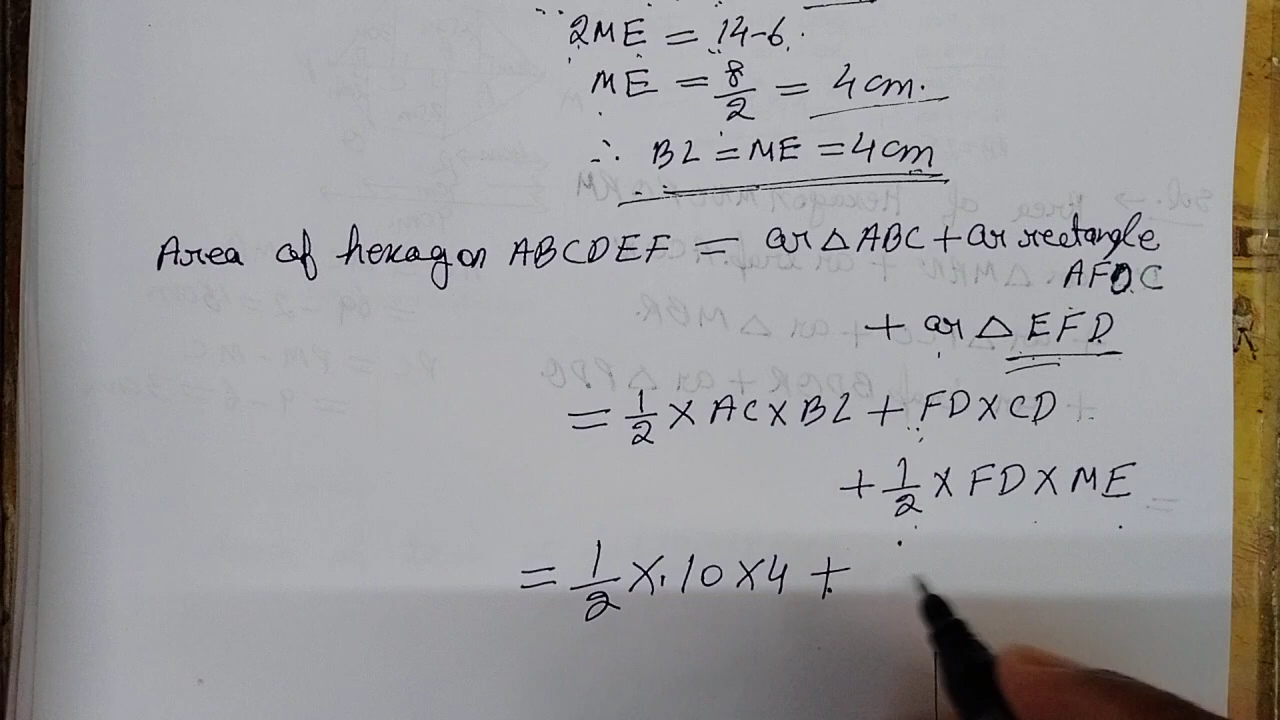 2ME = 14-6.
ME = 8/2 = 4cm.
∴ BL = ME = 4cm
Area of hexagon ABCDEF = ar △ ABC + ar rectangle
AFDC
+ ar △ EFD
= 1/2 × AC × BL + FD × CD
+ 1/2 × FD × ME
= 1/2 × 10 × 4 +